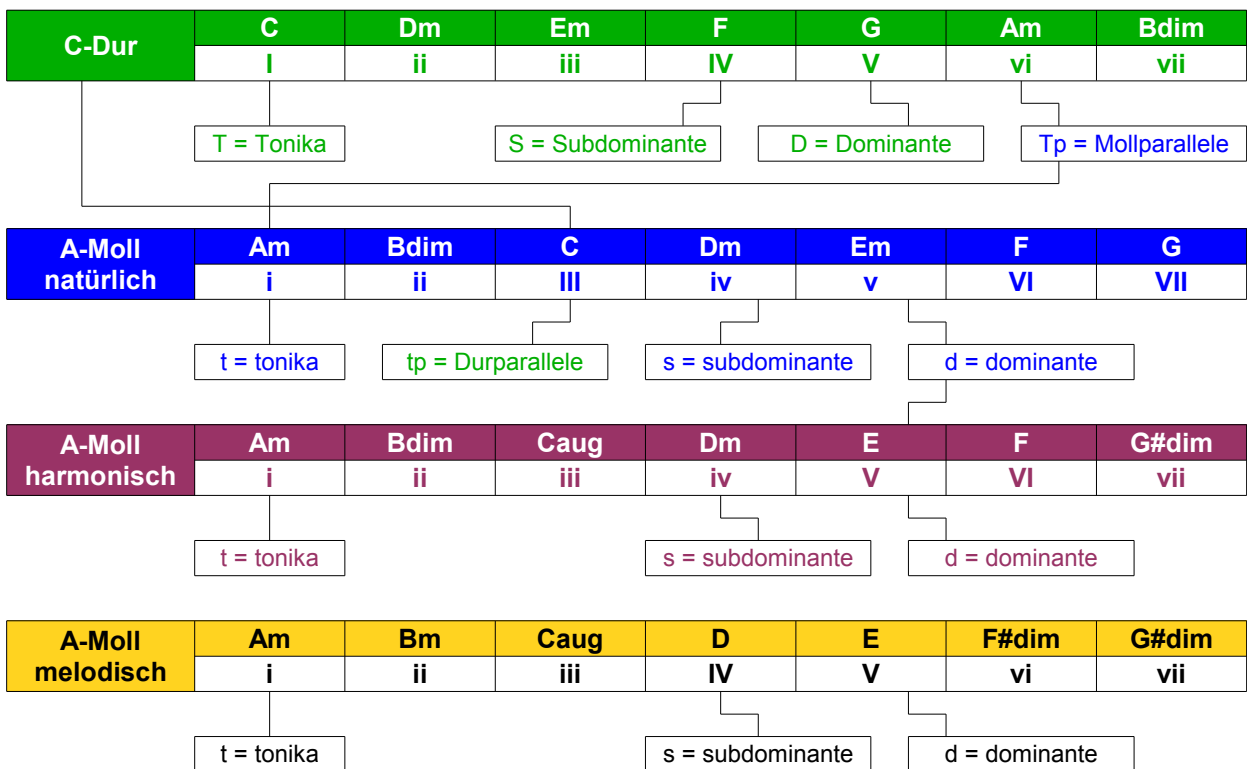 C-Dur
C Dm Em F G Am Bdim
I ii iii IV V vi vii
T = Tonika S = Subdominante D = Dominante Tp = Mollparallele
A-Moll
natürlich
Am Bdim C Dm Em F G
i ii III iv v VI VII
t = tonika tp = Durparallele s = subdominante d = dominante
A-Moll
harmonisch
Am Bdim Caug Dm E F G#dim
i ii iii iv V VI vii
t = tonika s = subdominante d = dominante
A-Moll
melodisch
Am Bm Caug D E F#dim G#dim
i ii iii IV V vi vii
t = tonika s = subdominante d = dominante